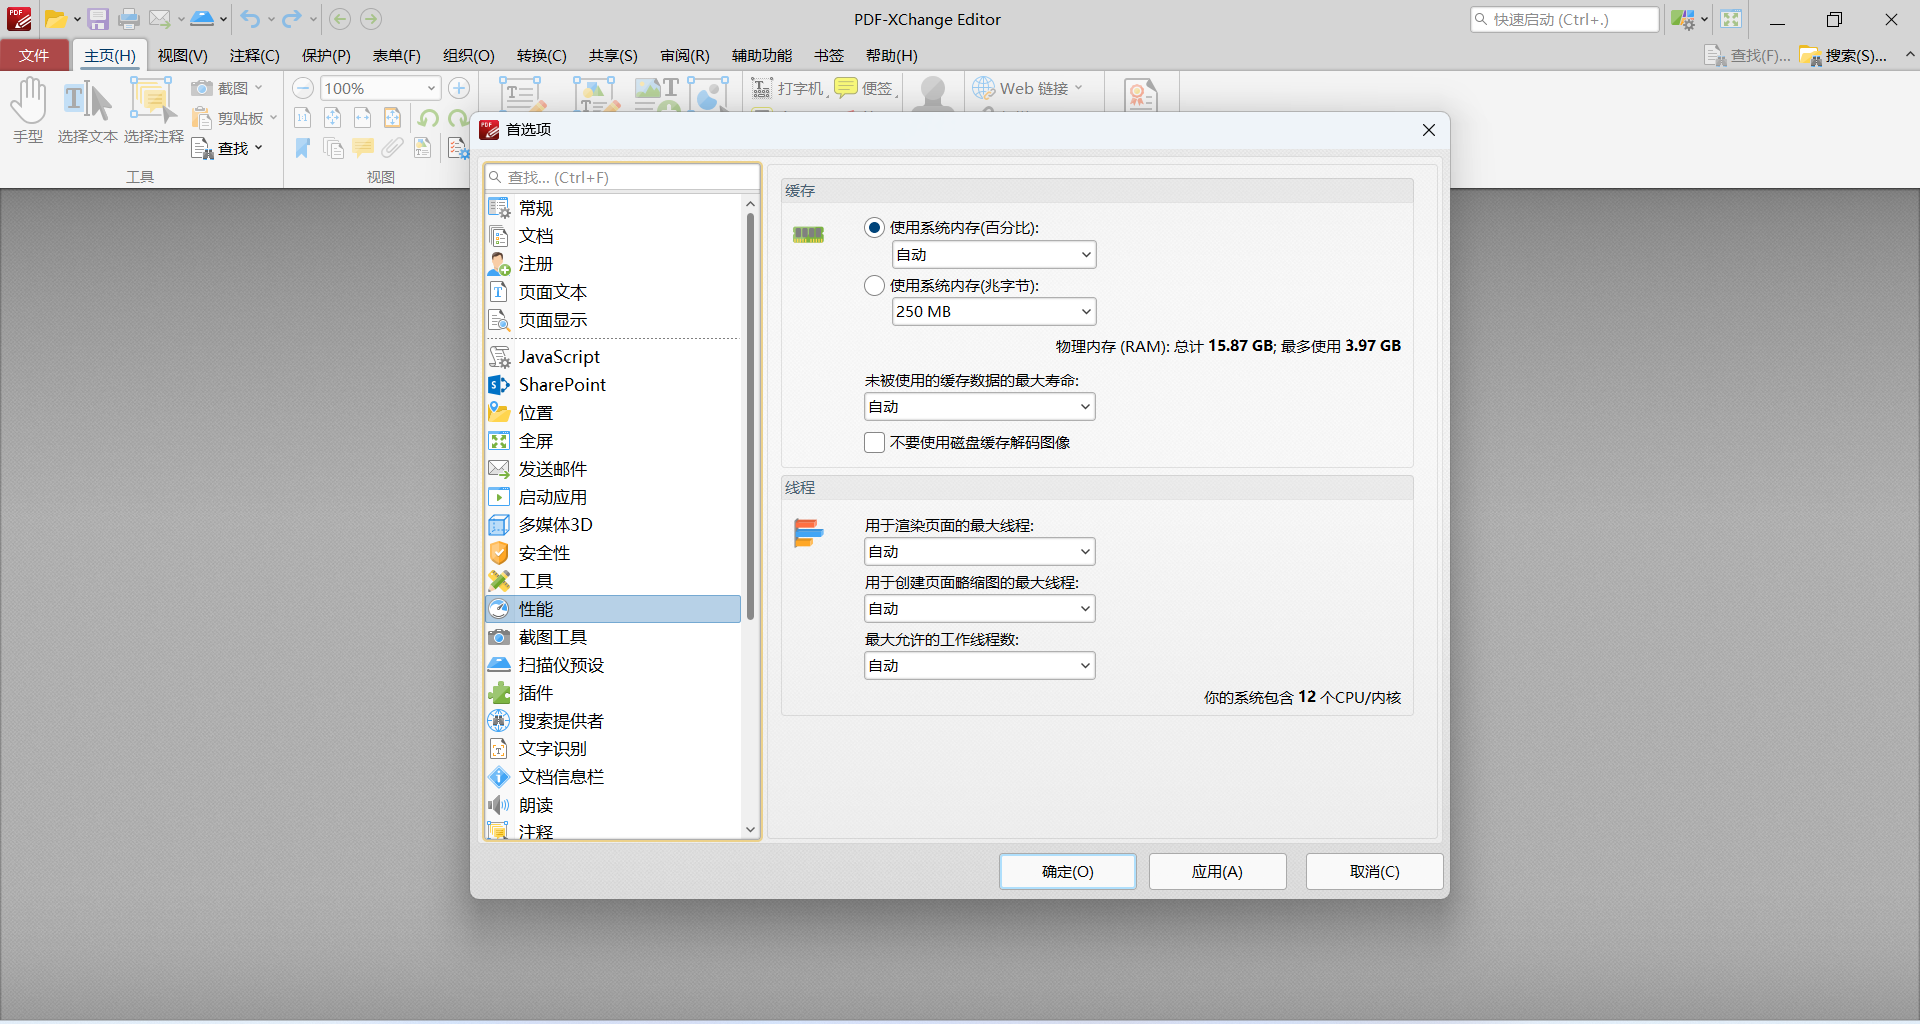 PDF-XChange Editor
快速启动 (Ctrl+.)
文件
主页(H)
视图(V)
注释(C)
保护(P)
表单(F)
组织(O)
转换(C)
共享(S)
审阅(R)
辅助功能
书签
帮助(H)
查找(F)...
搜索(S)...
手型
选择文本
选择注释
截图
剪贴板
查找
工具
100%
视图
打字机
便签
Web 链接
首选项
查找... (Ctrl+F)
常规
文档
注册
页面文本
页面显示
JavaScript
SharePoint
位置
全屏
发送邮件
启动应用
多媒体3D
安全性
工具
性能
截图工具
扫描仪预设
插件
搜索提供者
文字识别
文档信息栏
朗读
注释
缓存
使用系统内存(百分比):
自动
使用系统内存(兆字节):
250 MB
物理内存 (RAM): 总计 15.87 GB; 最多使用 3.97 GB
未被使用的缓存数据的最大寿命:
自动
不要使用磁盘缓存解码图像
线程
用于渲染页面的最大线程:
自动
用于创建页面略缩图的最大线程:
自动
最大允许的工作线程数:
自动
你的系统包含 12 个CPU/内核
确定(O)
应用(A)
取消(C)